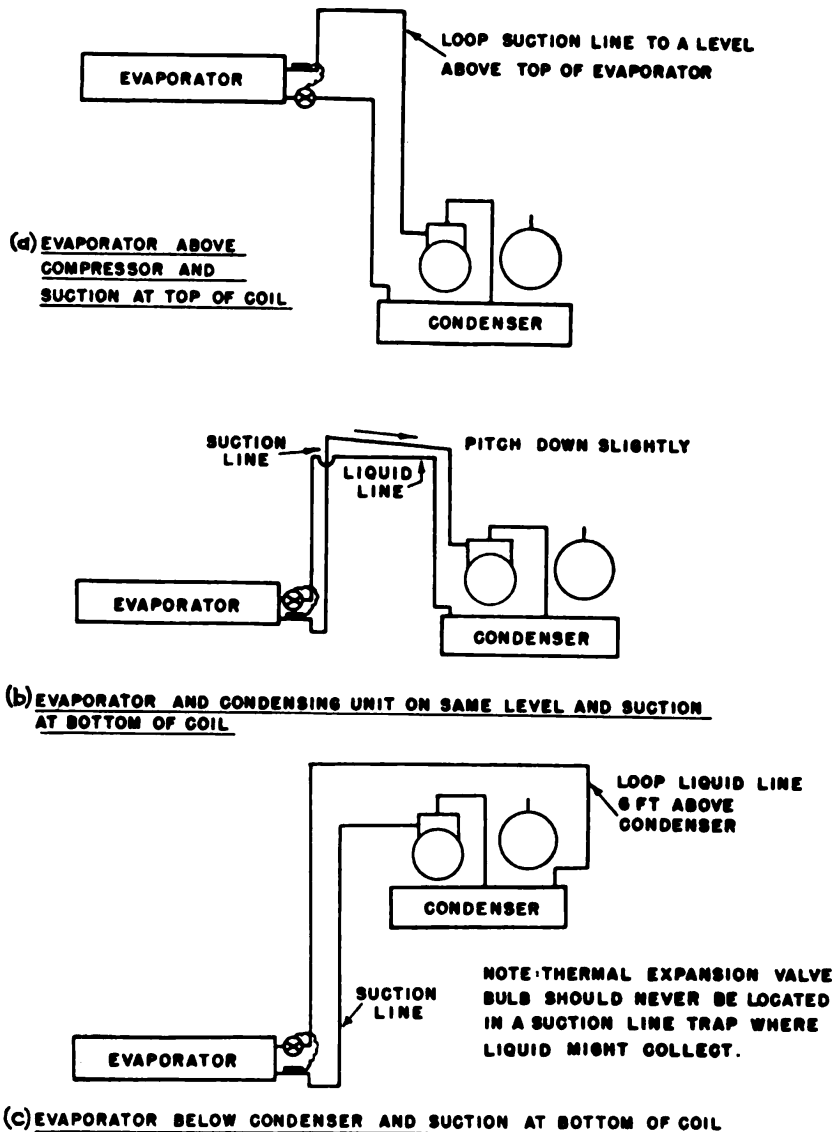 LOOP SUCTION LINE TO A LEVEL
ABOVE TOP OF EVAPORATOR
EVAPORATOR
(a) EVAPORATOR ABOVE
COMPRESSOR AND
SUCTION AT TOP OF COIL
CONDENSER
SUCTION
LINE
PITCH DOWN SLIGHTLY
LIQUID
LINE
EVAPORATOR
CONDENSER
(b) EVAPORATOR AND CONDENSING UNIT ON SAME LEVEL AND SUCTION
AT BOTTOM OF COIL
LOOP LIQUID LINE
6 FT ABOVE
CONDENSER
CONDENSER
SUCTION
LINE
NOTE: THERMAL EXPANSION VALVE
BULB SHOULD NEVER BE LOCATED
IN A SUCTION LINE TRAP WHERE
LIQUID MIGHT COLLECT.
EVAPORATOR
(c) EVAPORATOR BELOW CONDENSER AND SUCTION AT BOTTOM OF COIL